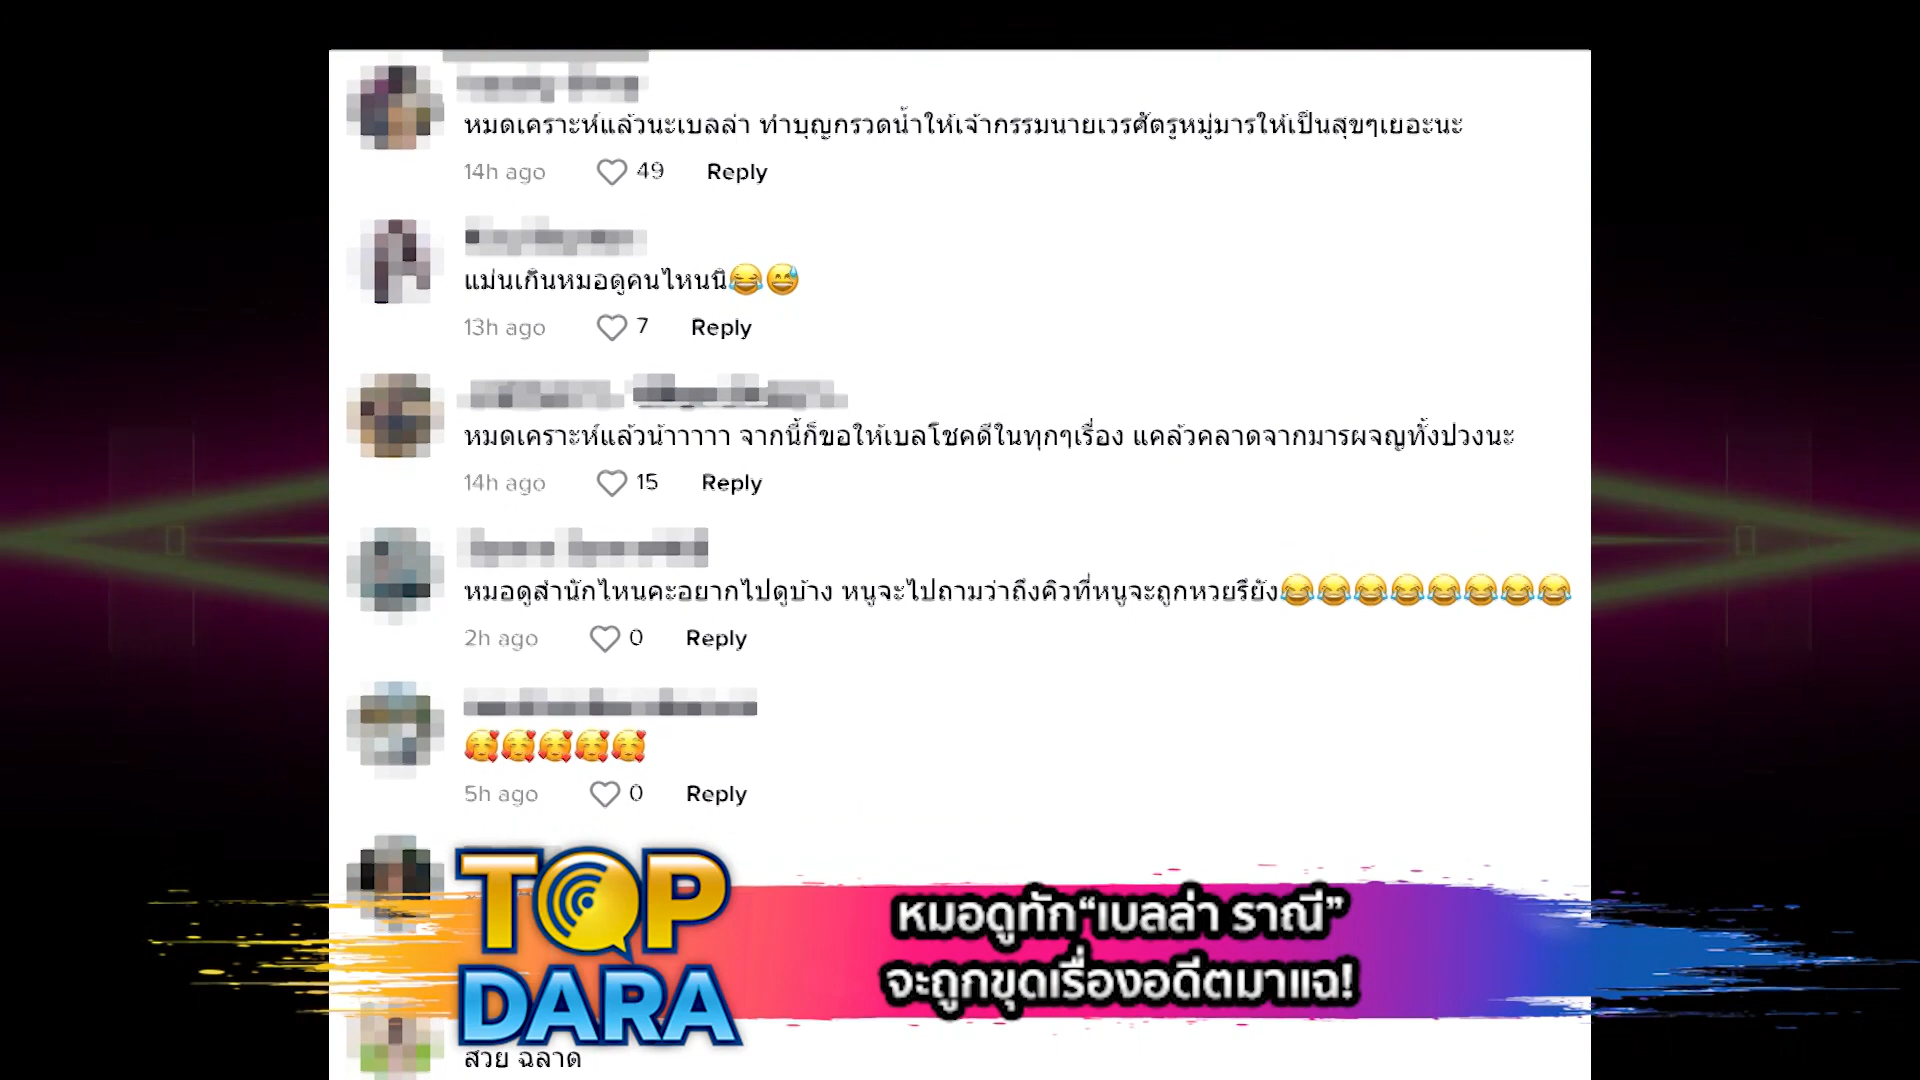 หมดเคราะห์แล้วนะเบลล่า ทำบุญกรวดน้ำให้เจ้ากรรมนายเวรศัตรูหมู่มารให้เป็นสุขๆเยอะนะ
14h ago 49 Reply
แม่นเกินหมอดูคนไหนนิ😂😅
13h ago 7 Reply
หมดเคราะห์แล้วน้าาาาา จากนี้ก็ขอให้เบลโชคดีในทุกๆเรื่อง แคล้วคลาดจากมารผจญทั้งปวงนะ
14h ago 15 Reply
หมอดูสำนักไหนคะอยากไปดูบ้าง หนูจะไปถามว่าถึงคิวที่หนูจะถูกหวยรึยัง😂😂😂😂😂😂😂😂
2h ago 0 Reply
🥰🥰🥰🥰🥰
5h ago 0 Reply
TOP
DARA
หมอดูทัก“เบลล่า ราณี”
จะถูกขุดเรื่องอดีตมาแฉ!
สวย ฉลาด